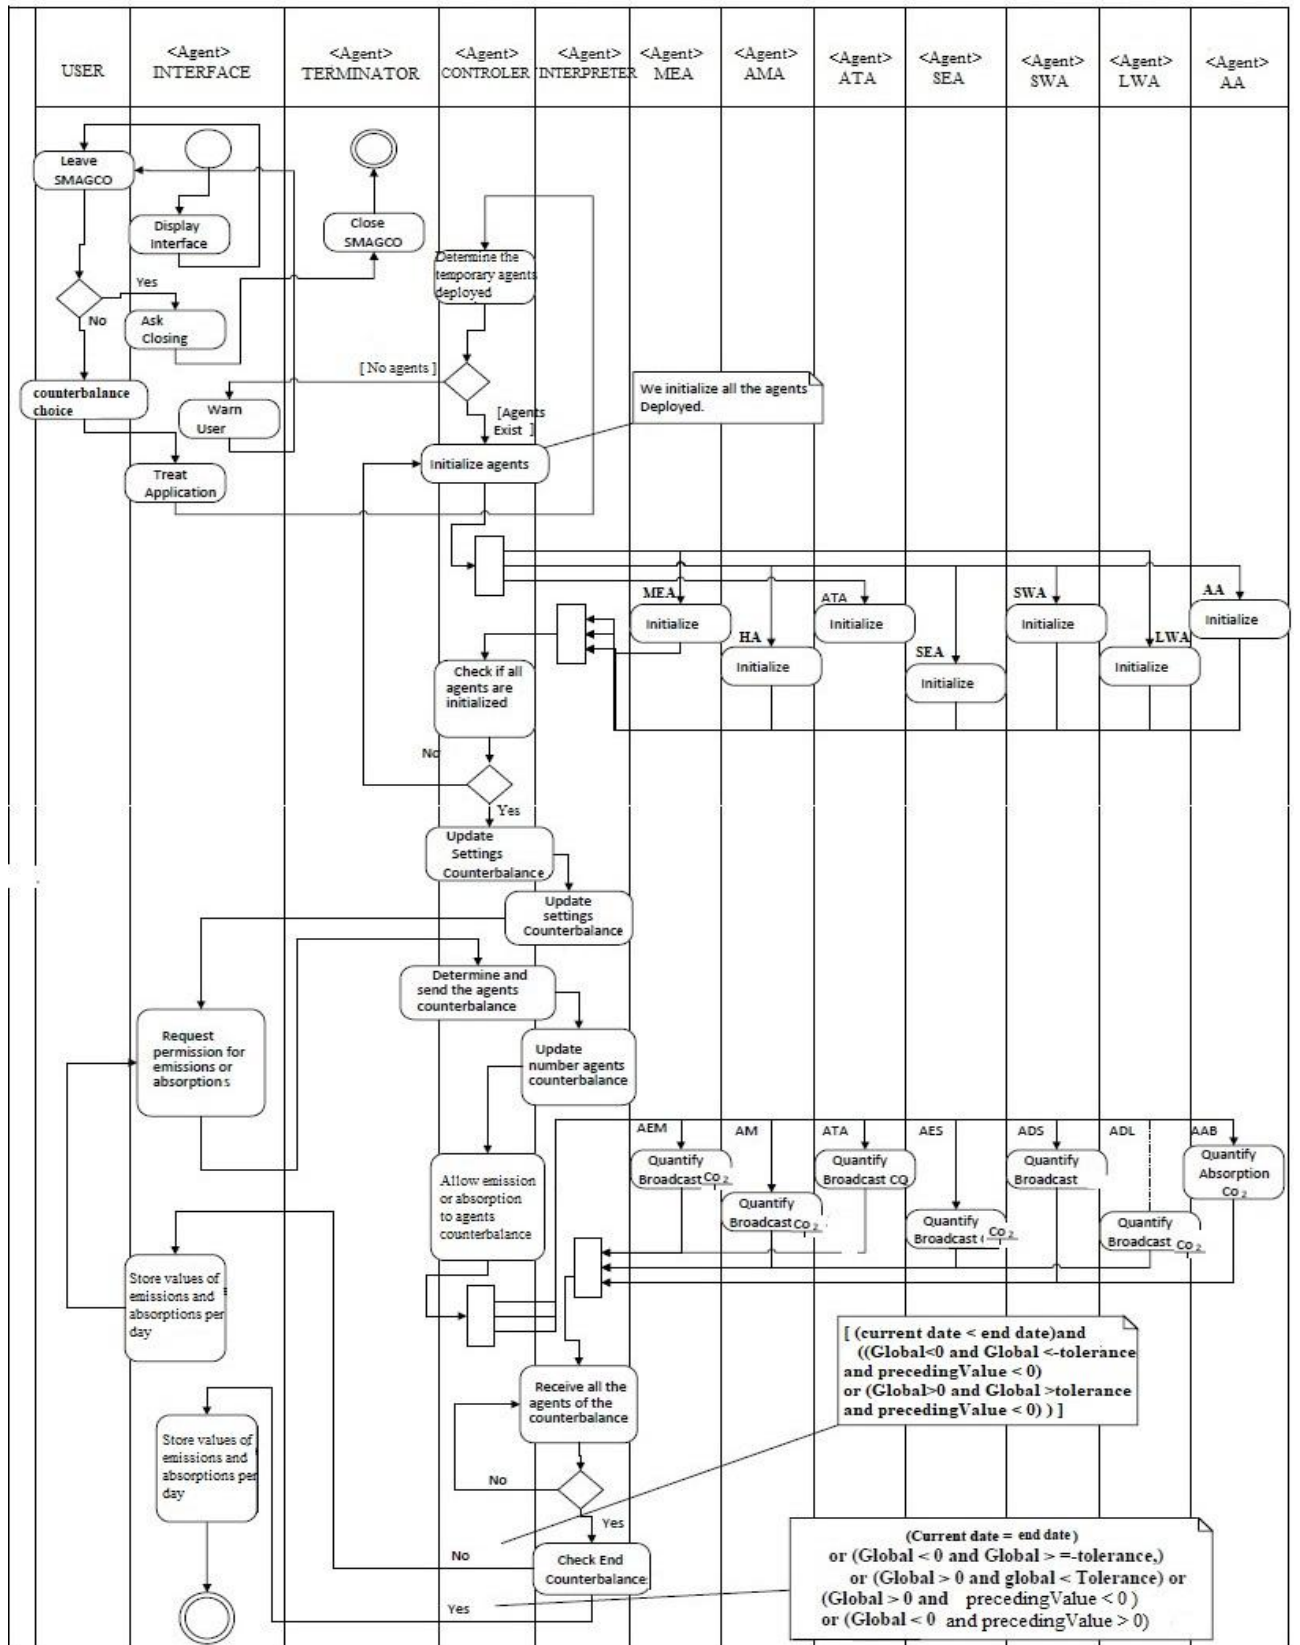 USER
<Agent>
INTERFACE
<Agent>
TERMINATOR
<Agent>
CONTROLER
<Agent>
INTERPRETER
<Agent>
MEA
<Agent>
AMA
<Agent>
ATA
<Agent>
SEA
<Agent>
SWA
<Agent>
LWA
<Agent>
AA
Leave
SMAGCO
Display
Interface
Close
SMAGCO
Determine the
temporary agents
deployed
Yes
No
Ask
Closing
[ No agents ]
We initialize all the agents
Deployed.
counterbalance
choice
Warn
User
[Agents
Exist ]
Initialize agents
Treat
Application
MEA
Initialize
HA
Initialize
ATA
Initialize
SEA
Initialize
SWA
Initialize
LWA
Initialize
AA
Initialize
Check if all
agents are
initialized
No
Yes
Update
Settings
Counterbalance
Update
settings
Counterbalance
Determine and
send the agents
counterbalance
Request
permission for
emissions or
absorptions
Update
number agents
counterbalance
AEM
Quantify
Broadcast Co 2
AM
Quantify
Broadcast Co 2
ATA
Quantify
Broadcast CO
AES
Quantify
Broadcast Co 2
ADS
Quantify
Broadcast
ADL
Quantify
Broadcast Co 2
AAB
Quantify
Absorption
Co 2
Allow emission
or absorption
to agents
counterbalance
Store values of
emissions and
absorptions per
day
[ (current date < end date)and
((Global<0 and Global <-tolerance
and precedingValue < 0)
or (Global>0 and Global >tolerance
and precedingValue < 0) ) ]
Receive all the
agents of the
counterbalance
Store values of
emissions and
absorptions per
day
No
Yes
No
Check End
Counterbalance
Yes
(Current date = end date)
or (Global < 0 and Global > =-tolerance,)
or (Global > 0 and global < Tolerance) or
(Global > 0 and precedingValue < 0 )
or (Global < 0 and precedingValue > 0)